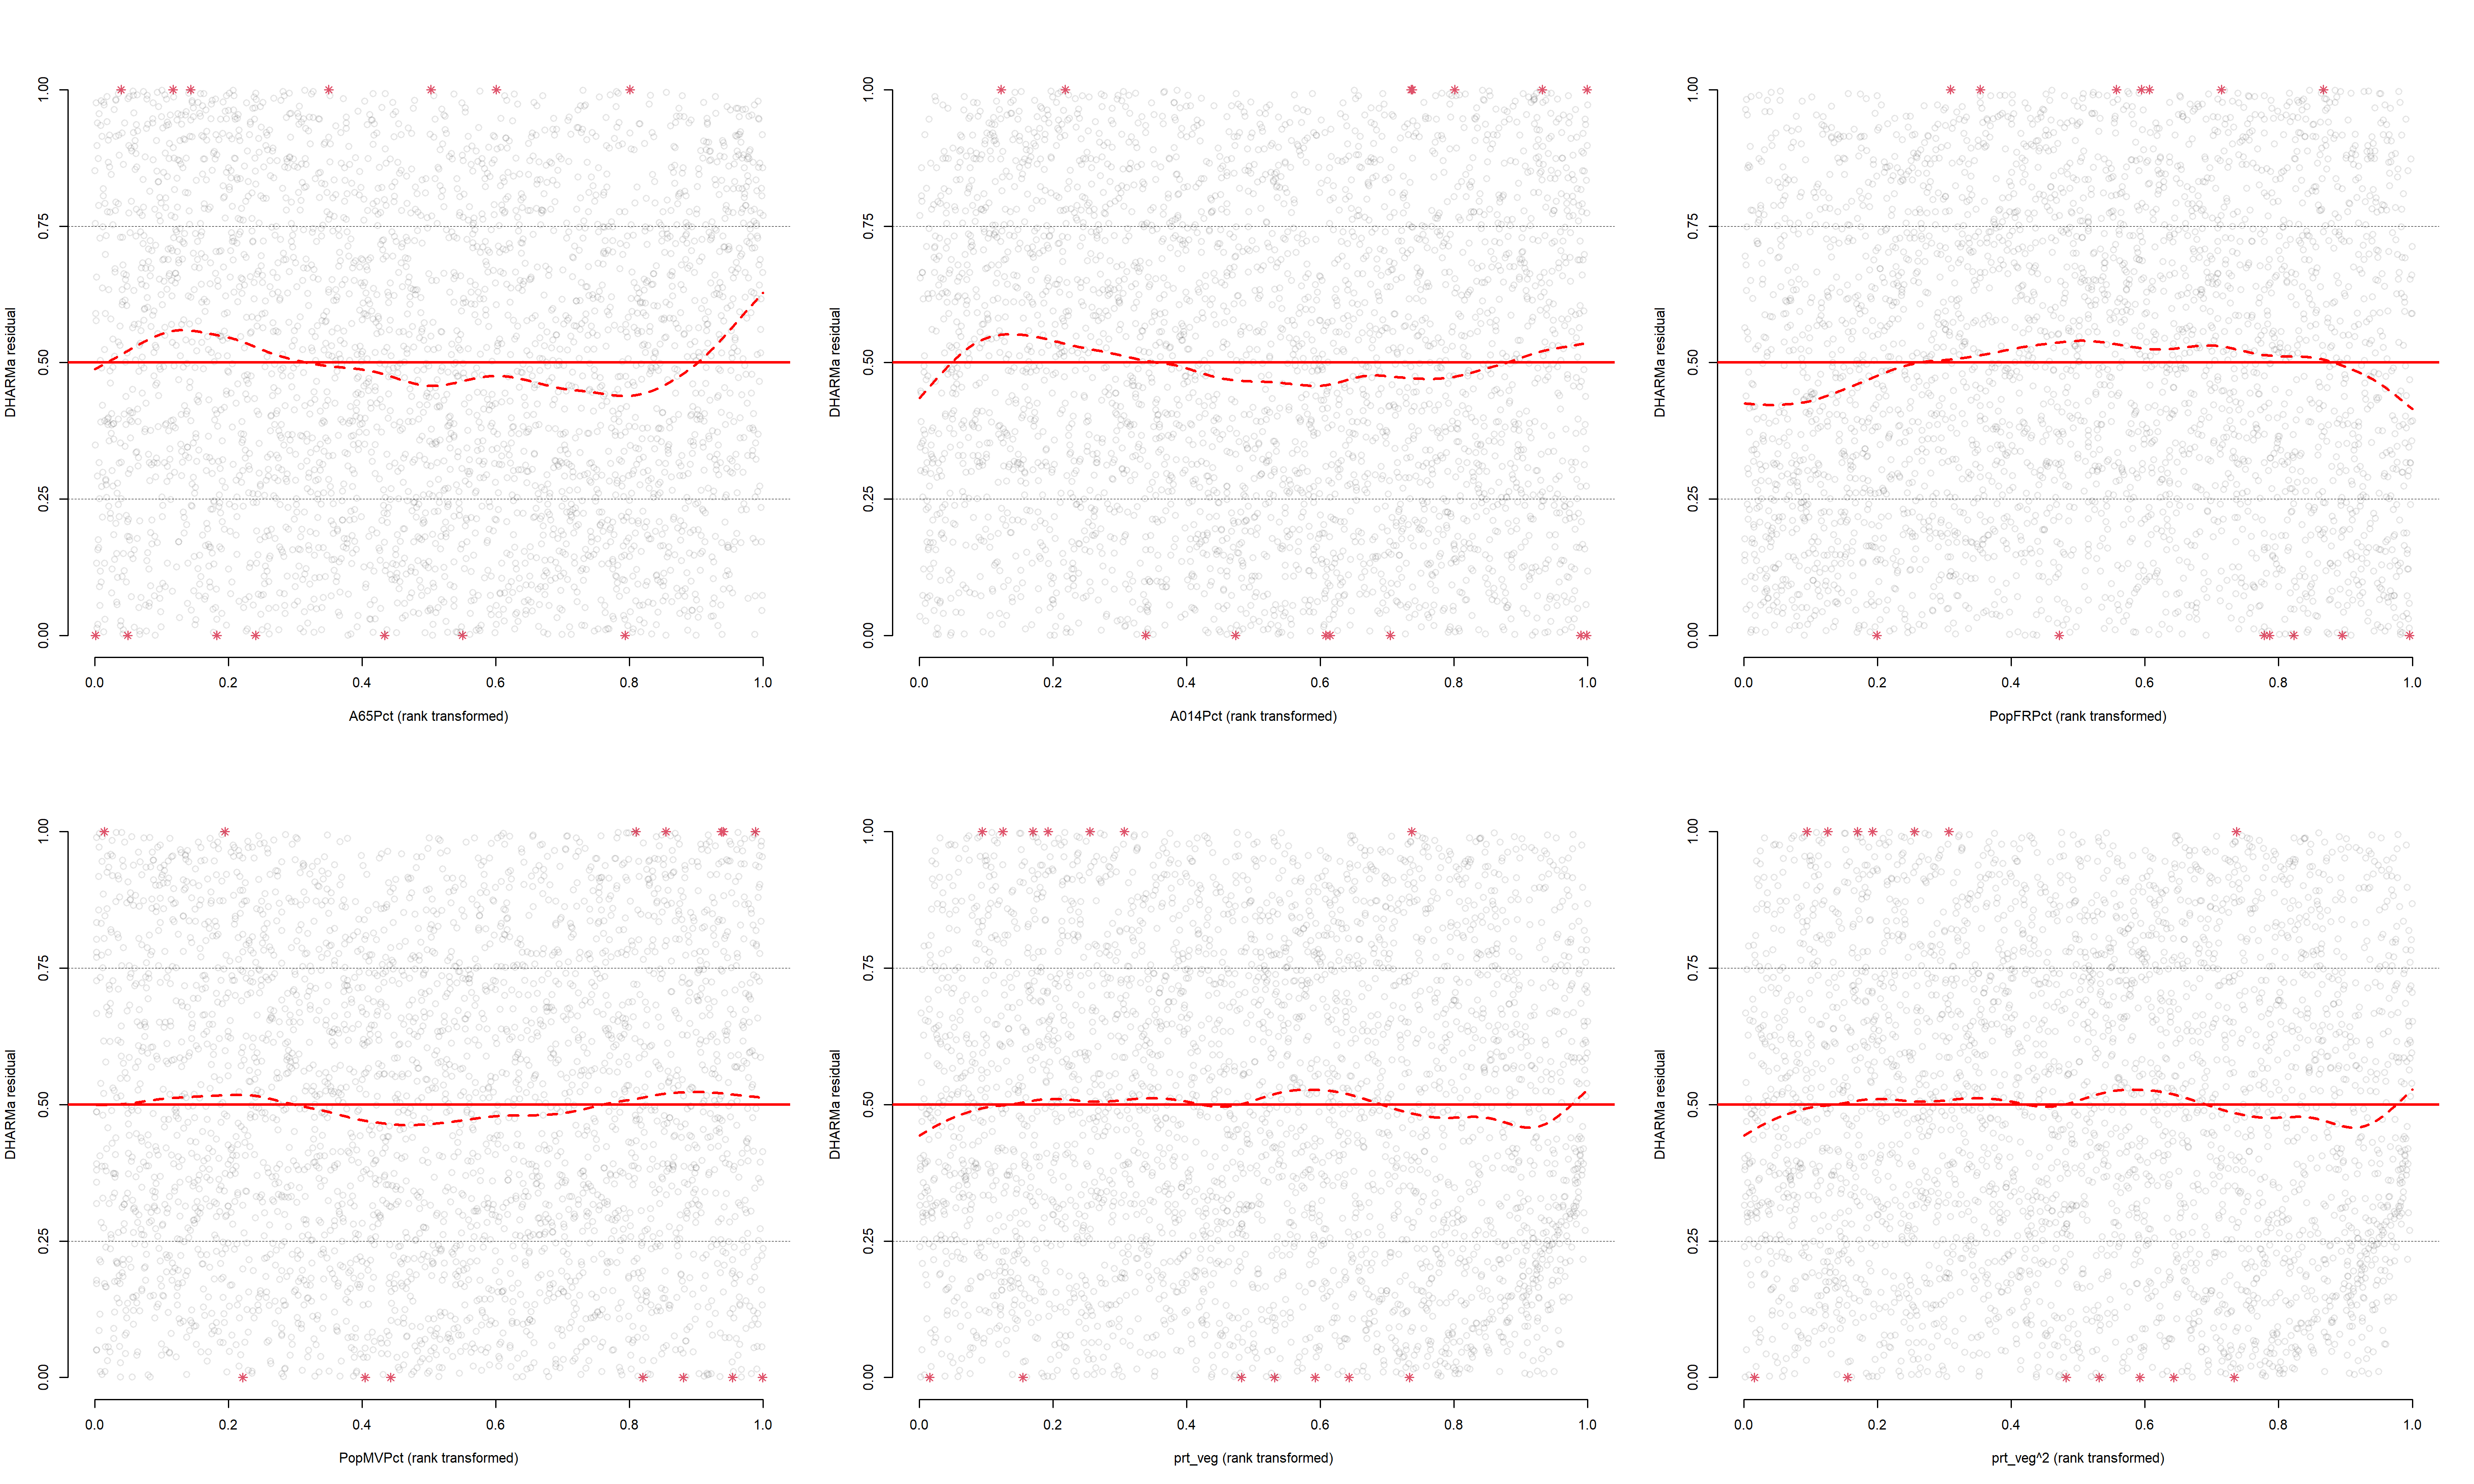 DHARMa residual
1.00
0.75
0.50
0.25
0.00
0.0 0.2 0.4 0.6 0.8 1.0
A65Pct (rank transformed)
DHARMa residual
1.00
0.75
0.50
0.25
0.00
0.0 0.2 0.4 0.6 0.8 1.0
A014Pct (rank transformed)
DHARMa residual
1.00
0.75
0.50
0.25
0.00
0.0 0.2 0.4 0.6 0.8 1.0
PopFRPct (rank transformed)
DHARMa residual
1.00
0.75
0.50
0.25
0.00
0.0 0.2 0.4 0.6 0.8 1.0
PopMVPct (rank transformed)
DHARMa residual
1.00
0.75
0.50
0.25
0.00
0.0 0.2 0.4 0.6 0.8 1.0
prt_veg (rank transformed)
DHARMa residual
1.00
0.75
0.50
0.25
0.00
0.0 0.2 0.4 0.6 0.8 1.0
prt_veg^2 (rank transformed)